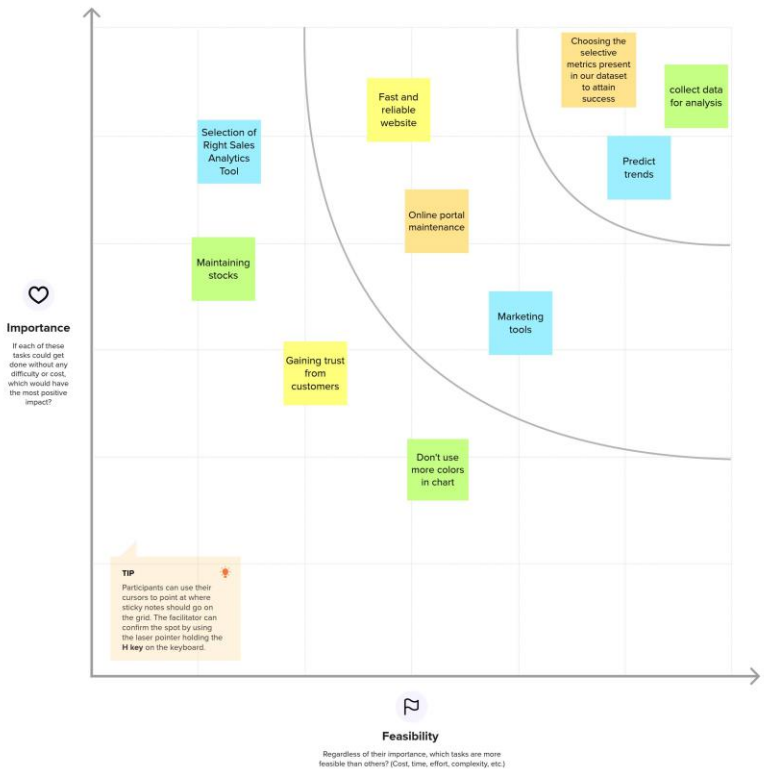 Choosing the
selective
metrics present
in our dataset
to attain
success
collect data
for analysis
Fast and
reliable
website
Selection of
Right Sales
Analytics
Tool
Predict
trends
Online portal
maintenance
Maintaining
stocks
Marketing
tools
Gaining trust
from
customers
Don't use
more colors
in chart
Importance
If each of these
tasks could get
done without any
difficulty or cost,
which would have
the most positive
impact?
TIP
Participants can use their
cursors to point at where
sticky notes should go on
the grid. The facilitator can
confirm the spot by using
the laser pointer holding the
H key on the keyboard.
Feasibility
Regardless of their importance, which tasks are more
feasible than others? (Cost, time, effort, complexity, etc.)